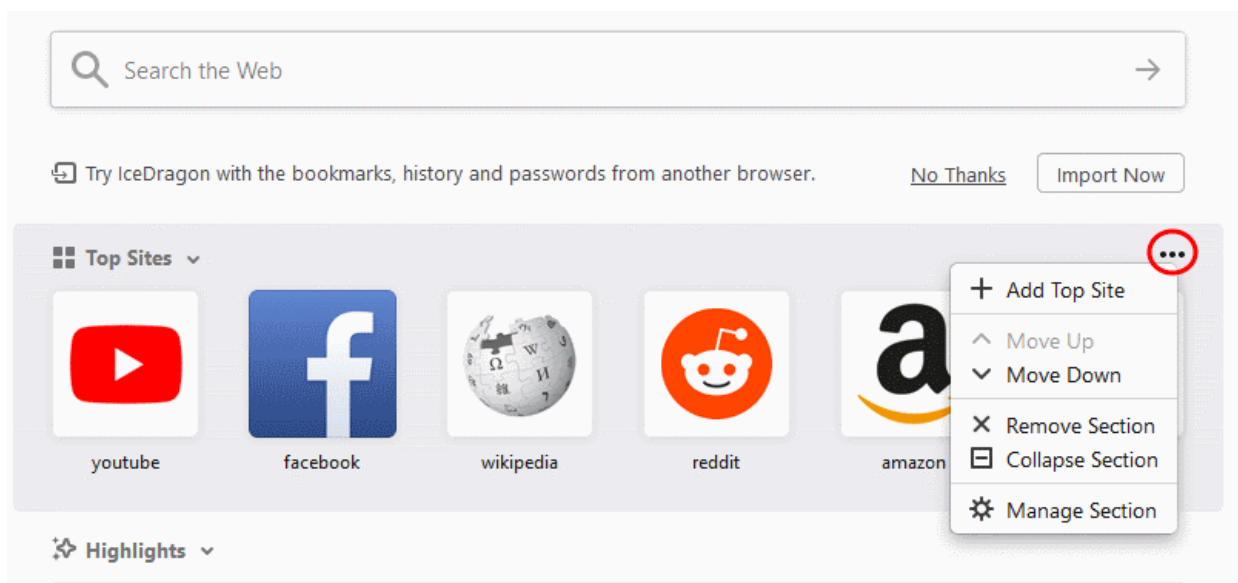 Search the Web
Try IceDragon with the bookmarks, history and passwords from another browser.
No Thanks
Import Now
Top Sites
Add Top Site
Move Up
Move Down
Remove Section
Collapse Section
Manage Section
youtube
facebook
wikipedia
reddit
amazon
Highlights